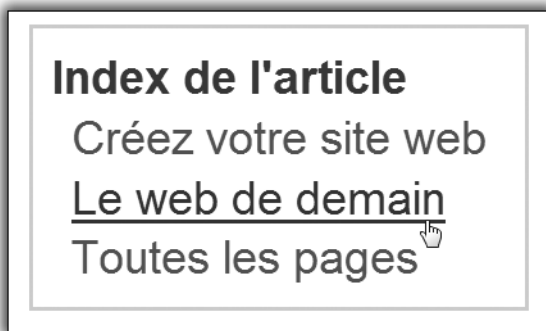 Index de l'article
Créez votre site web
Le web de demain
Toutes les pages